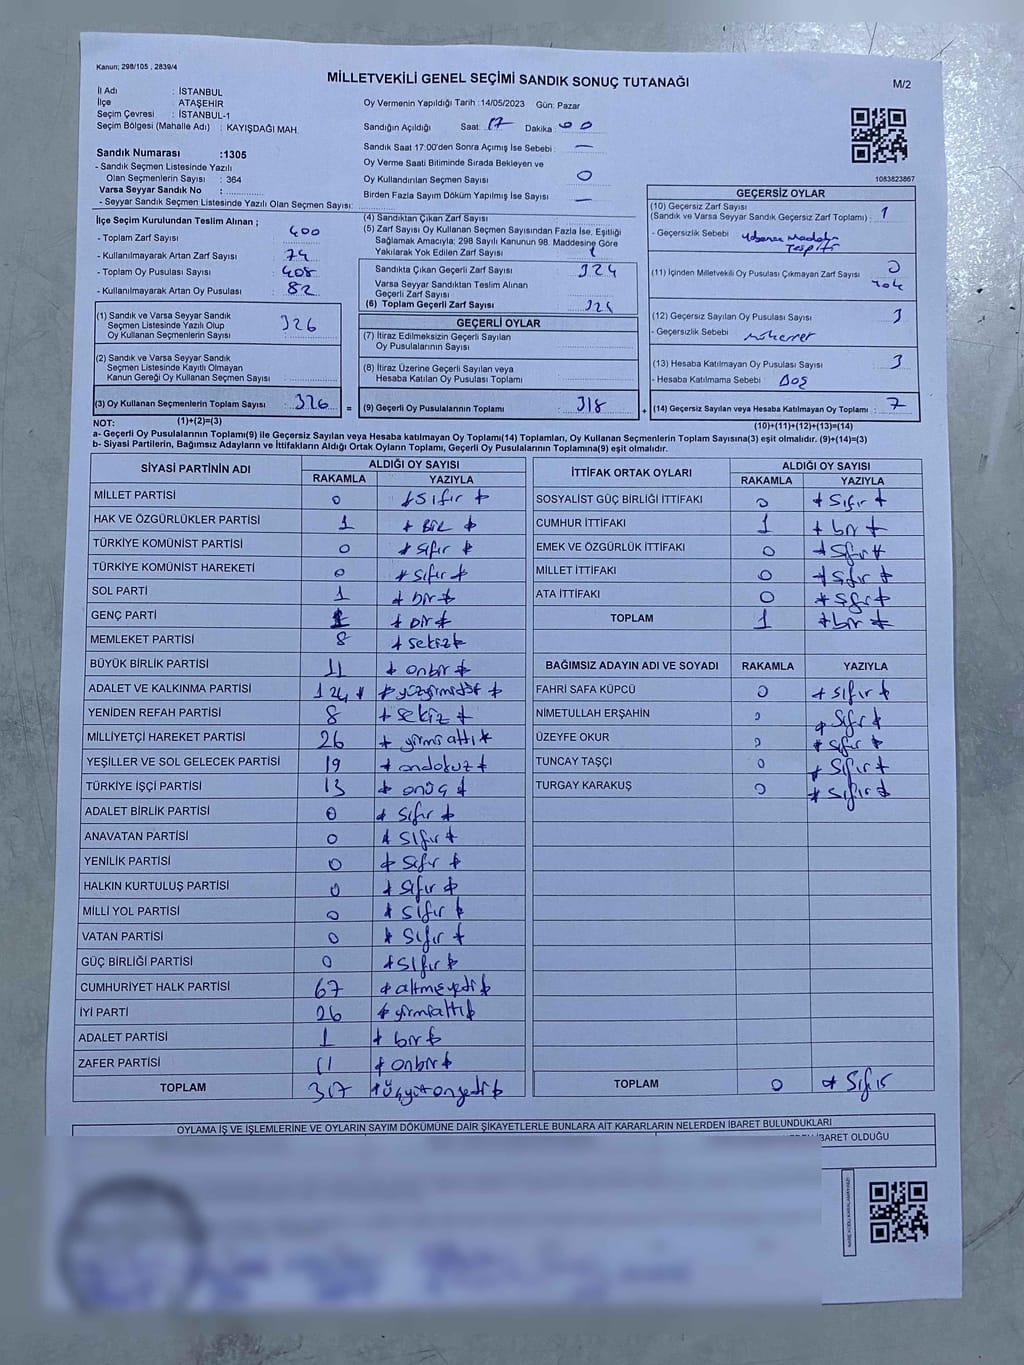 Kanun; 298/105 , 2839/4
MİLLETVEKİLİ GENEL SEÇİMİ SANDIK SONUÇ TUTANAĞI
M/2
İl Adı : İSTANBUL
İlçe : ATAŞEHİR
Seçim Çevresi : İSTANBUL-1
Seçim Bölgesi (Mahalle Adı) : KAYIŞDAĞI MAH.
Oy Vermenin Yapıldığı Tarih : 14/05/2023 Gün: Pazar
Sandığın Açıldığı Saat: 17 Dakika: 00
Sandık Saat 17:00'den Sonra Açımış İse Sebebi : —
Oy Verme Saati Bitiminde Sırada Bekleyen ve
Oy Kullandırılan Seçmen Sayısı : 0
Birden Fazla Sayım Döküm Yapılmış İse Sayısı : —
Sandık Numarası :1305
- Sandık Seçmen Listesinde Yazılı
Olan Seçmenlerin Sayısı : 364
Varsa Seyyar Sandık No :
- Seyyar Sandık Seçmen Listesinde Yazılı Olan Seçmen Sayısı:
1083823867
İlçe Seçim Kurulundan Teslim Alınan ;
- Toplam Zarf Sayısı : 400
- Kullanılmayarak Artan Zarf Sayısı : 74
- Toplam Oy Pusulası Sayısı : 408
- Kullanılmayarak Artan Oy Pusulası : 82
(1) Sandık ve Varsa Seyyar Sandık
Seçmen Listesinde Yazılı Olup
Oy Kullanan Seçmenlerin Sayısı : 326
(2) Sandık ve Varsa Seyyar Sandık
Seçmen Listesinde Kayıtlı Olmayan
Kanun Gereği Oy Kullanan Seçmen Sayısı :
(3) Oy Kullanan Seçmenlerin Toplam Sayısı : 326 =
(1)+(2)=(3)
(4) Sandıktan Çıkan Zarf Sayısı :
(5) Zarf Sayısı Oy Kullanan Seçmen Sayısından Fazla İse, Eşitliği
Sağlamak Amacıyla; 298 Sayılı Kanunun 98. Maddesine Göre
Yakılarak Yok Edilen Zarf Sayısı :
Sandıkta Çıkan Geçerli Zarf Sayısı : 324
Varsa Seyyar Sandıktan Teslim Alınan
Geçerli Zarf Sayısı :
(6) Toplam Geçerli Zarf Sayısı :
GEÇERLİ OYLAR
(7) İtiraz Edilmeksizin Geçerli Sayılan
Oy Pusulalarının Sayısı :
(8) İtiraz Üzerine Geçerli Sayılan veya
Hesaba Katılan Oy Pusulası Toplamı :
(9) Geçerli Oy Pusulalarının Toplamı : 318 +
GEÇERSİZ OYLAR
(10) Geçersiz Zarf Sayısı
(Sandık ve Varsa Seyyar Sandık Geçersiz Zarf Toplamı) : 1
- Geçersizlik Sebebi : Yabancı Madde Tespiti
(11) İçinden Milletvekili Oy Pusulası Çıkmayan Zarf Sayısı : 0
yok
(12) Geçersiz Sayılan Oy Pusulası Sayısı : 3
- Geçersizlik Sebebi : mükerrer
(13) Hesaba Katılmayan Oy Pusulası Sayısı : 3
- Hesaba Katılmama Sebebi : Boş
(14) Geçersiz Sayılan veya Hesaba Katılmayan Oy Toplamı : 7
(10)+(11)+(12)+(13)=(14)
NOT:
a- Geçerli Oy Pusulalarının Toplamı(9) ile Geçersiz Sayılan veya Hesaba katılmayan Oy Toplamı(14) Toplamları, Oy Kullanan Seçmenlerin Toplam Sayısına(3) eşit olmalıdır. (9)+(14)=(3)
b- Siyasi Partilerin, Bağımsız Adayların ve İttifakların Aldığı Ortak Oyların Toplamı, Geçerli Oy Pusulalarının Toplamına(9) eşit olmalıdır.
SİYASİ PARTİNİN ADI ALDIĞI OY SAYISI
RAKAMLA YAZIYLA
MİLLET PARTİSİ 0 * sıfır *
HAK VE ÖZGÜRLÜKLER PARTİSİ 1 * BİR *
TÜRKİYE KOMÜNİST PARTİSİ 0 * sıfır *
TÜRKİYE KOMÜNİST HAREKETİ 0 * sıfır *
SOL PARTİ 1 * bir *
GENÇ PARTİ 1 * bir *
MEMLEKET PARTİSİ 8 * sekiz *
BÜYÜK BİRLİK PARTİSİ 11 * onbir *
ADALET VE KALKINMA PARTİSİ 124 * yüzyirmidört *
YENİDEN REFAH PARTİSİ 8 * sekiz *
MİLLİYETÇİ HAREKET PARTİSİ 26 * yirmialtı *
YEŞİLLER VE SOL GELECEK PARTİSİ 19 * ondokuz *
TÜRKİYE İŞÇİ PARTİSİ 13 * onüç *
ADALET BİRLİK PARTİSİ 0 * sıfır *
ANAVATAN PARTİSİ 0 * sıfır *
YENİLİK PARTİSİ 0 * sıfır *
HALKIN KURTULUŞ PARTİSİ 0 * sıfır *
MİLLİ YOL PARTİSİ 0 * sıfır *
VATAN PARTİSİ 0 * sıfır *
GÜÇ BİRLİĞİ PARTİSİ 0 * sıfır *
CUMHURİYET HALK PARTİSİ 67 * altmışyedi *
İYİ PARTİ 26 * yirmialtı *
ADALET PARTİSİ 1 * bir *
ZAFER PARTİSİ 11 * onbir *
TOPLAM 317 * üçyüzonyedi *
İTTİFAK ORTAK OYLARI ALDIĞI OY SAYISI
RAKAMLA YAZIYLA
SOSYALİST GÜÇ BİRLİĞİ İTTİFAKI 0 * sıfır *
CUMHUR İTTİFAKI 1 * bir *
EMEK VE ÖZGÜRLÜK İTTİFAKI 0 * sıfır *
MİLLET İTTİFAKI 0 * sıfır *
ATA İTTİFAKI 0 * sıfır *
TOPLAM 1 * bir *
BAĞIMSIZ ADAYIN ADI VE SOYADI RAKAMLA YAZIYLA
FAHRİ SAFA KÜPCÜ 0 * sıfır *
NİMETULLAH ERŞAHİN 0 * sıfır *
ÜZEYFE OKUR 0 * sıfır *
TUNCAY TAŞÇI 0 * sıfır *
TURGAY KARAKUŞ 0 * sıfır *
TOPLAM 0 * Sıfır
OYLAMA İŞ VE İŞLEMLERİNE VE OYLARIN SAYIM DÖKÜMÜNE DAİR ŞİKAYETLERLE BUNLARA AİT KARARLARIN NELERDEN İBARET BULUNDUKLARI
İBARET OLDUĞU